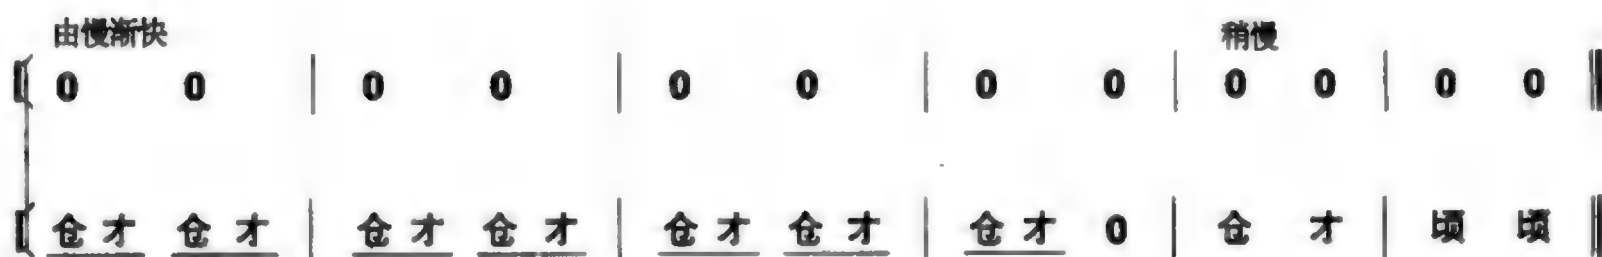 由慢渐快 稍慢
0 0 | 0 0 | 0 0 | 0 0 | 0 0 | 0 0
仓才 仓才 | 仓才 仓才 | 仓才 仓才 | 仓才 0 | 仓 才 | 顷 顷